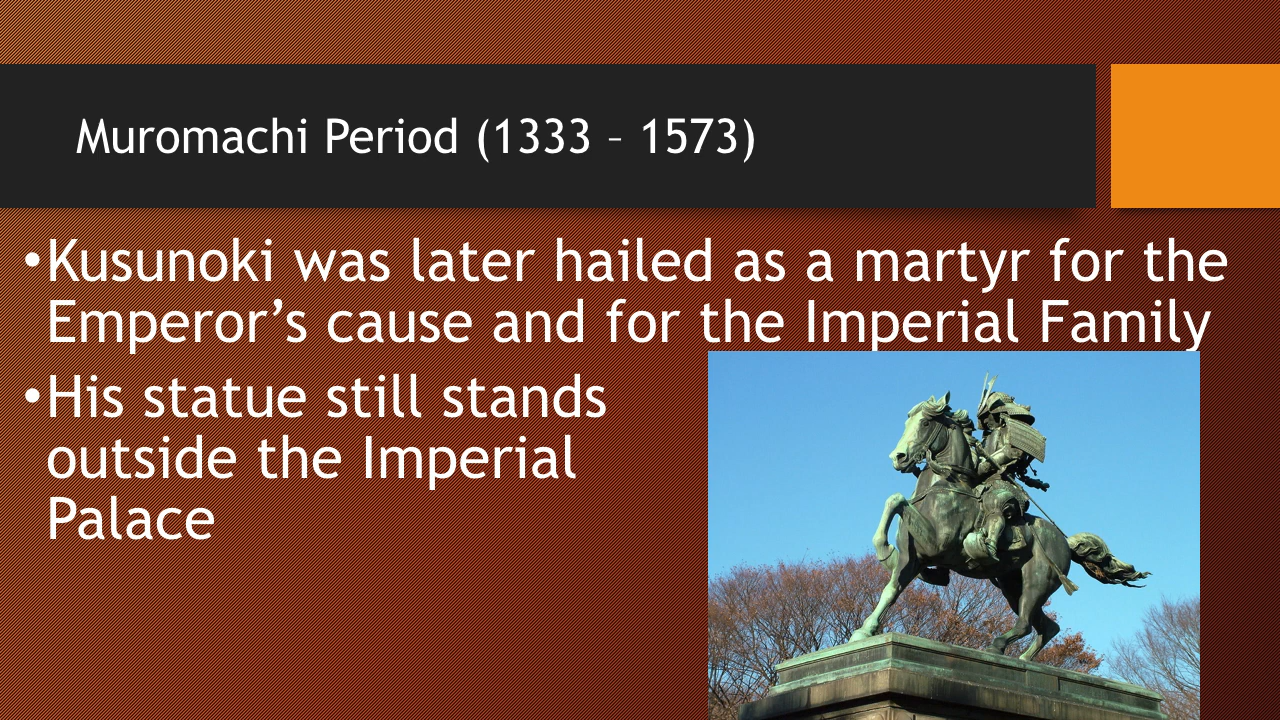 Muromachi Period (1333 – 1573)
•Kusunoki was later hailed as a martyr for the
Emperor’s cause and for the Imperial Family
•His statue still stands
outside the Imperial
Palace